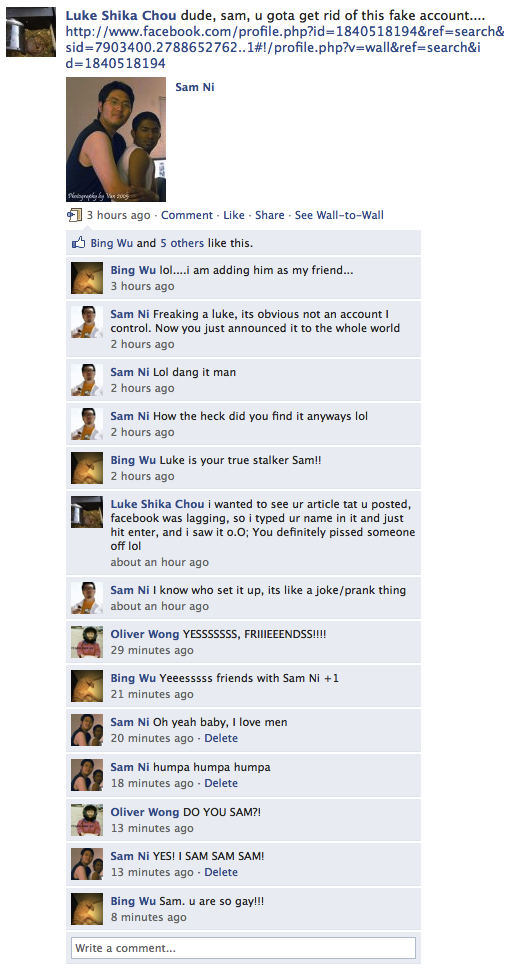 Luke Shika Chou dude, sam, u gota get rid of this fake account....
http://www.facebook.com/profile.php?id=1840518194&ref=search&
sid=7903400.2788652762..1#!/profile.php?v=wall&ref=search&i
d=1840518194
Sam Ni
Photography by Van 2009
3 hours ago · Comment · Like · Share · See Wall-to-Wall
Bing Wu and 5 others like this.
Bing Wu lol....i am adding him as my friend...
3 hours ago
Sam Ni Freaking a luke, its obvious not an account I
control. Now you just announced it to the whole world
2 hours ago
Sam Ni Lol dang it man
2 hours ago
Sam Ni How the heck did you find it anyways lol
2 hours ago
Bing Wu Luke is your true stalker Sam!!
2 hours ago
Luke Shika Chou i wanted to see ur article tat u posted,
facebook was lagging, so i typed ur name in it and just
hit enter, and i saw it o.O; You definitely pissed someone
off lol
about an hour ago
Sam Ni I know who set it up, its like a joke/prank thing
about an hour ago
Oliver Wong YESSSSSSS, FRIIIEEENDSS!!!!
29 minutes ago
Bing Wu Yeeesssss friends with Sam Ni +1
21 minutes ago
Sam Ni Oh yeah baby, I love men
20 minutes ago · Delete
Sam Ni humpa humpa humpa
18 minutes ago · Delete
Oliver Wong DO YOU SAM?!
13 minutes ago
Sam Ni YES! I SAM SAM SAM!
13 minutes ago · Delete
Bing Wu Sam. u are so gay!!!
8 minutes ago
Write a comment...